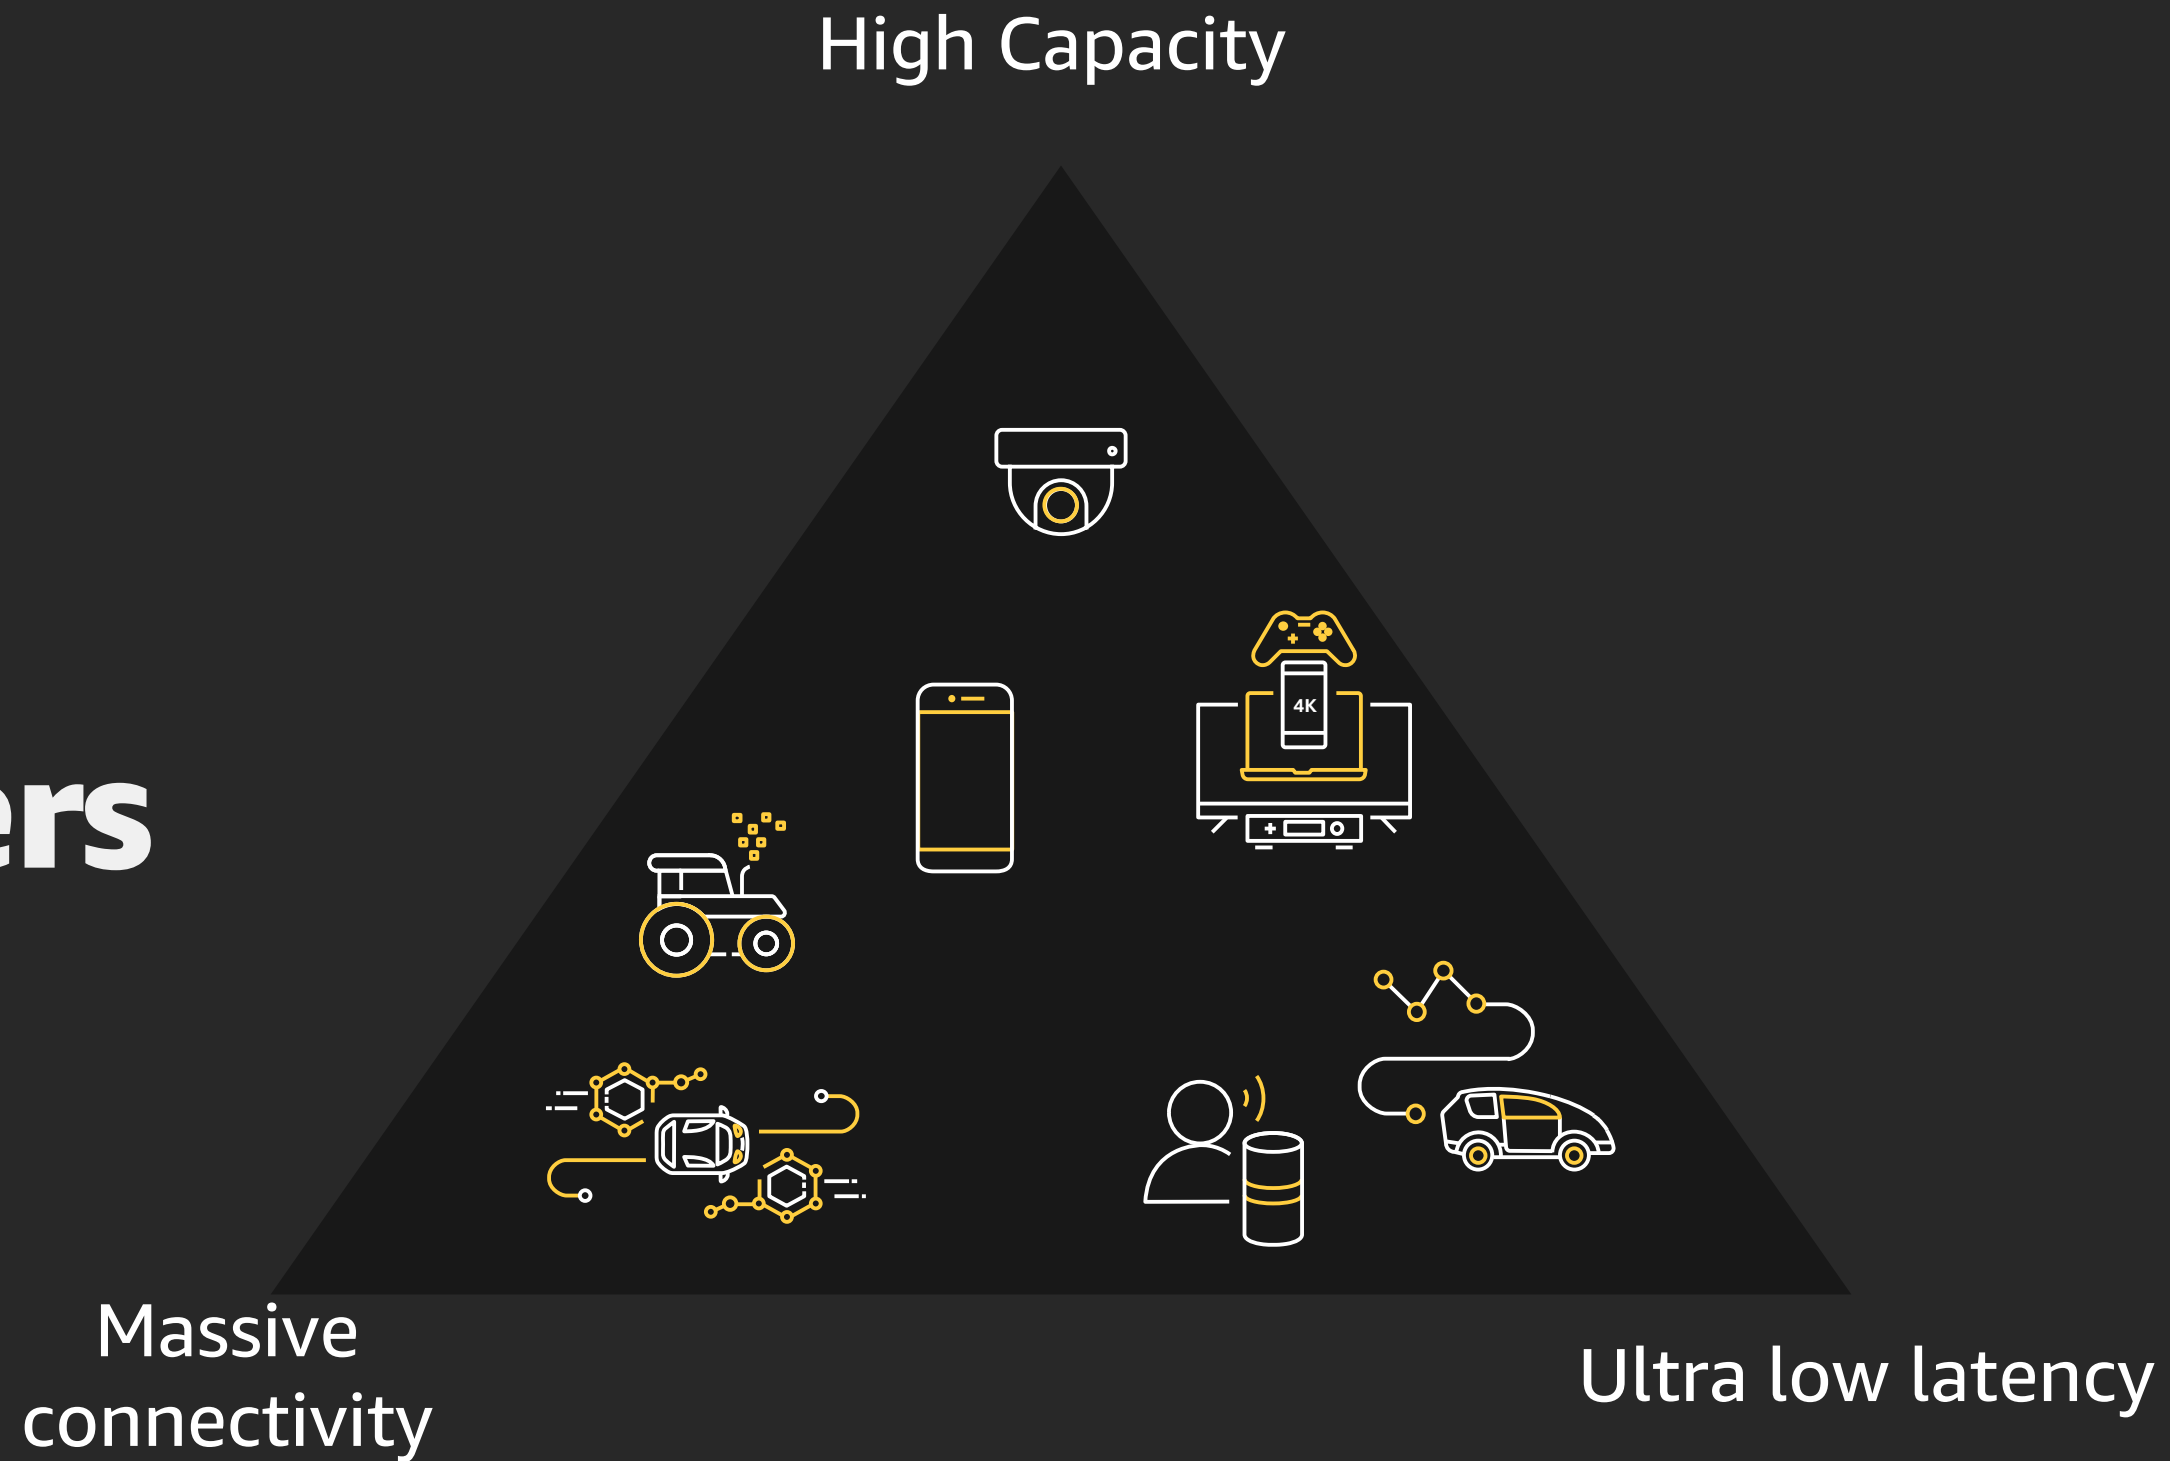 High Capacity
4K
ers
Massive
connectivity
Ultra low latency